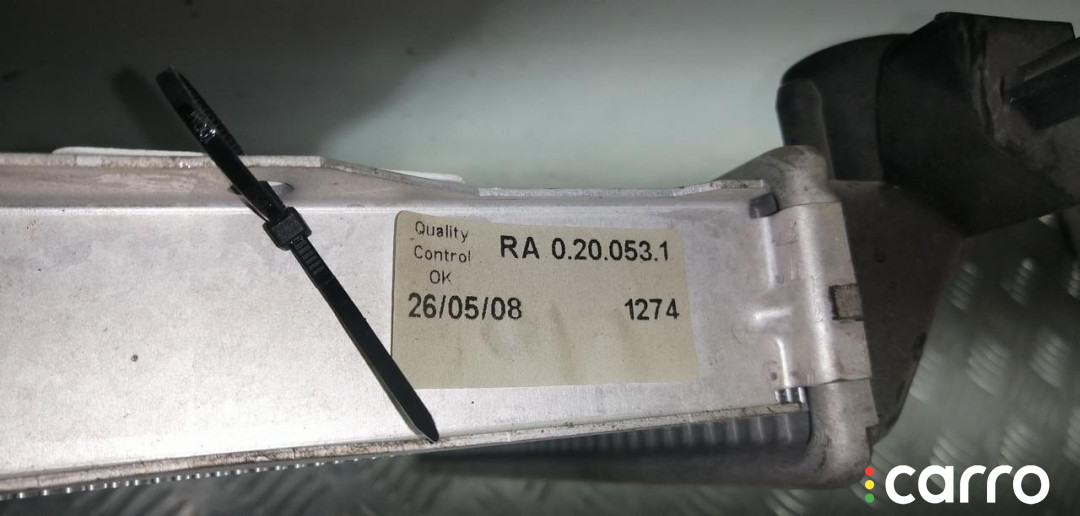 Quality
Control
OK
RA 0.20.053.1
26/05/08 1274
carro